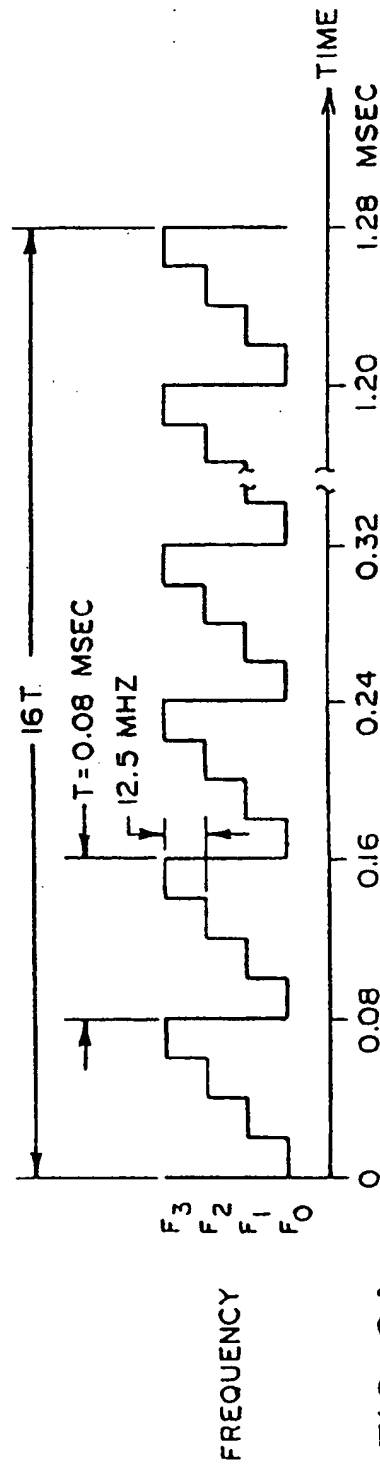 16T
T = 0.08 MSEC
12.5 MHZ
F3
F2
F1
F0
FREQUENCY
0 0.08 0.16 0.24 0.32 1.20 1.28 MSEC
TIME